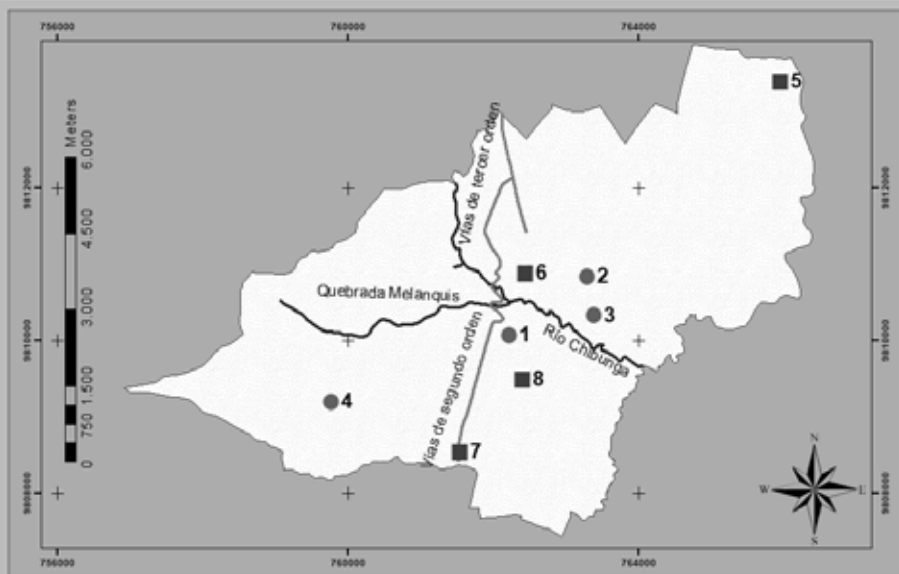 756000
760000
764000
Meters
6.000
4.500
3.000
1.500
750
0
9812000
9810000
9808000
5
Vías de tercer orden
6
2
3
Quebrada Melanquis
1
Río Chibunga
8
Vías de segundo orden
4
7
9812000
9810000
9808000
N
W
E
S
756000
760000
764000